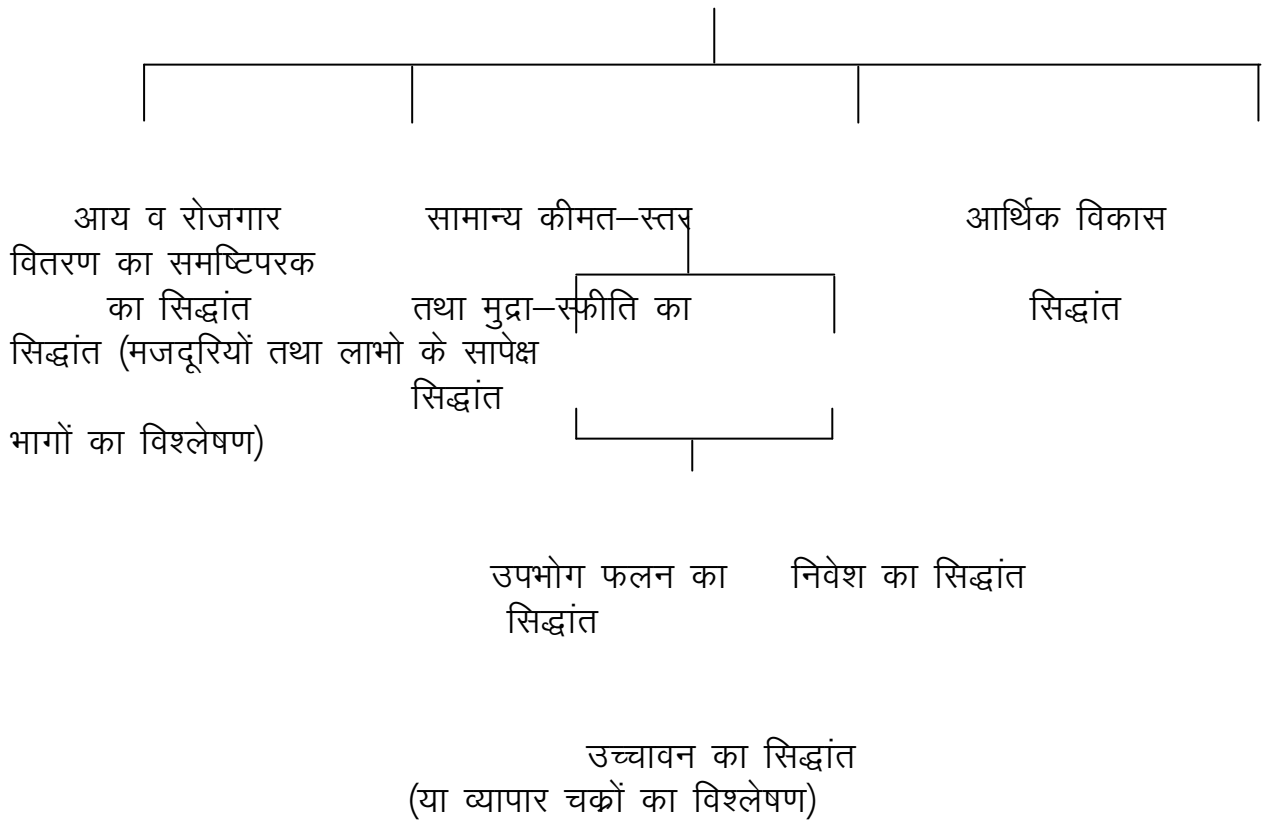 आय व रोजगार सामान्य कीमत–स्तर आर्थिक विकास
वितरण का समष्टिपरक
का सिद्धांत तथा मुद्रा–स्फीति का सिद्धांत
सिद्धांत (मजदूरियों तथा लाभो के सापेक्ष
सिद्धांत
भागों का विश्लेषण)
उपभोग फलन का निवेश का सिद्धांत
सिद्धांत
उच्चावन का सिद्धांत
(या व्यापार चक्रों का विश्लेषण)